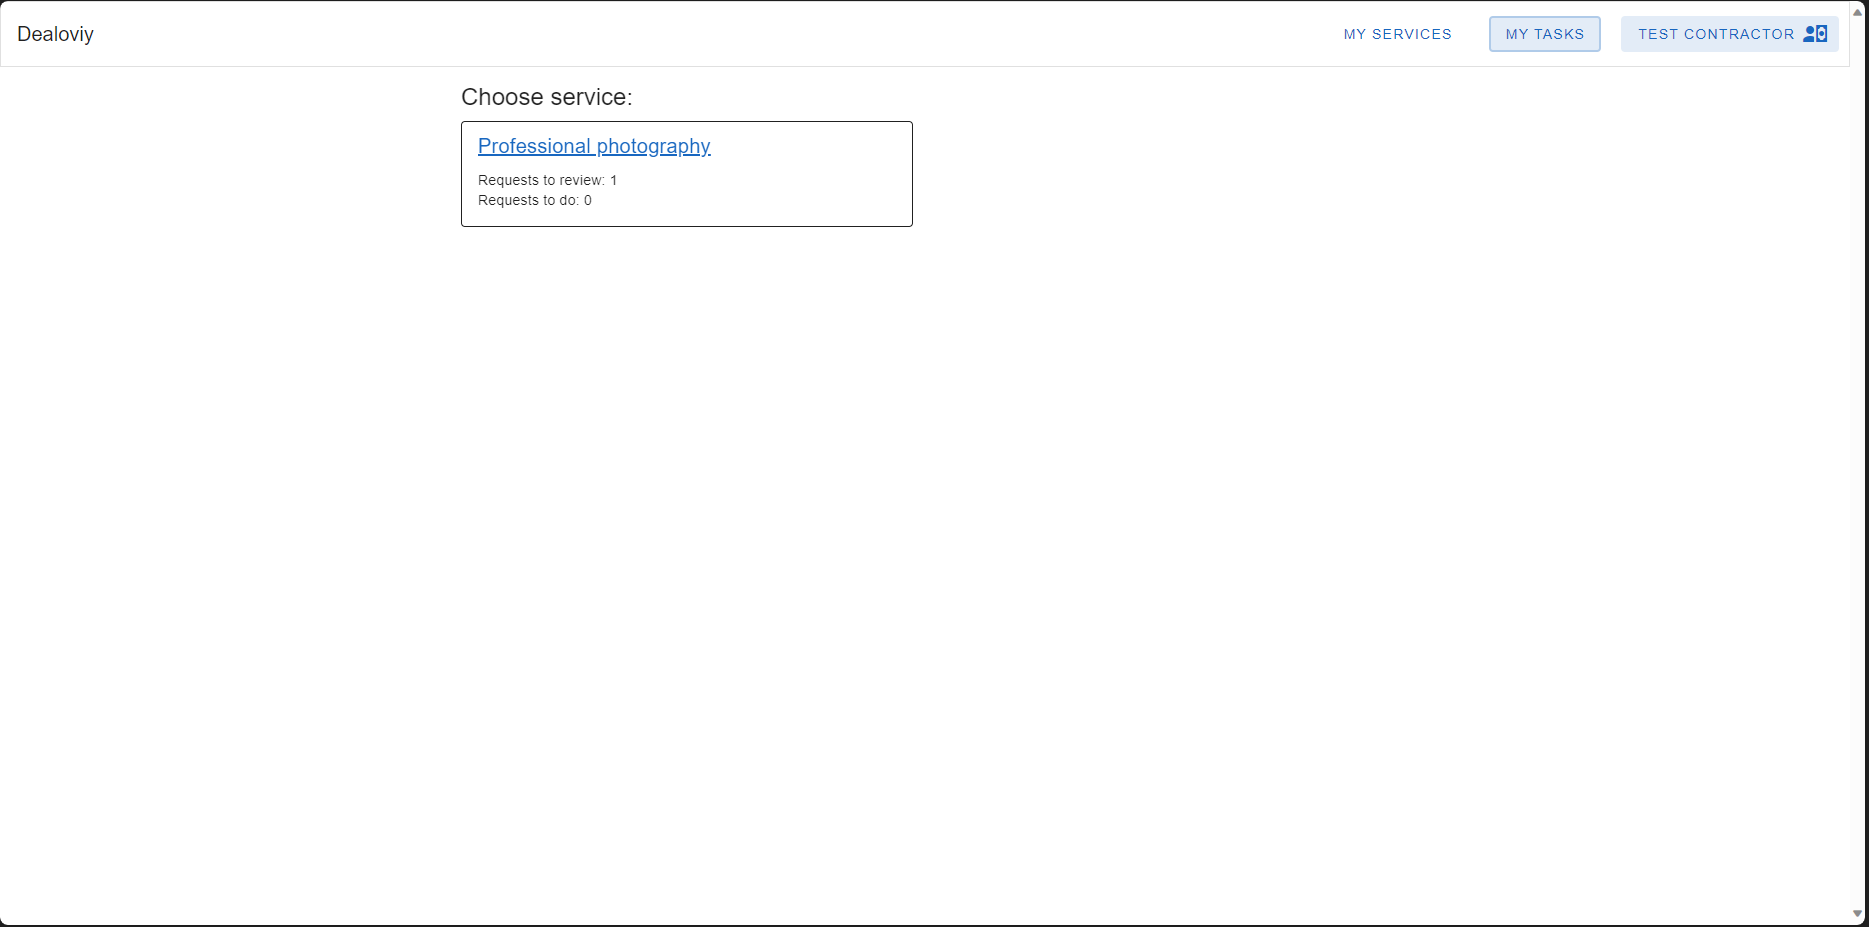 Dealoviy
MY SERVICES
MY TASKS
TEST CONTRACTOR
Choose service:
Professional photography
Requests to review: 1
Requests to do: 0